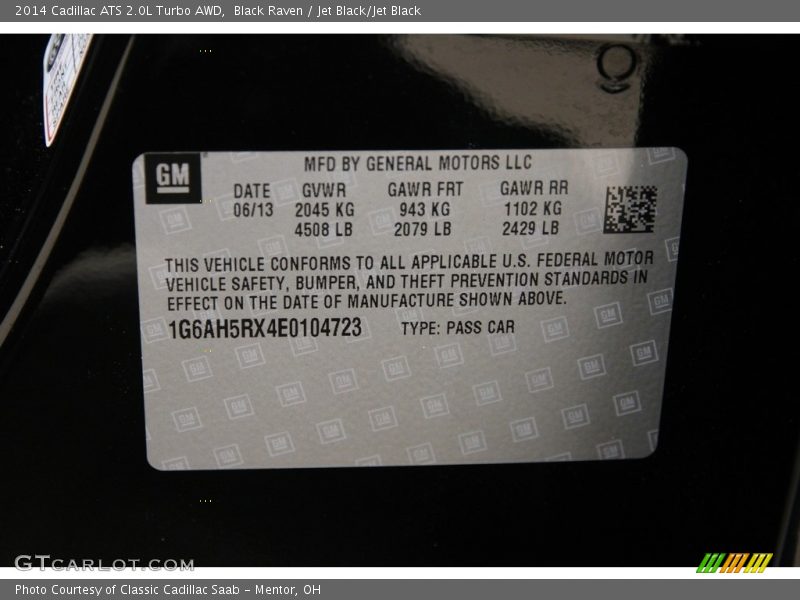 2014 Cadillac ATS 2.0L Turbo AWD, Black Raven / Jet Black/Jet Black
GM
MFD BY GENERAL MOTORS LLC
DATE GVWR GAWR FRT GAWR RR
06/13 2045 KG 943 KG 1102 KG
4508 LB 2079 LB 2429 LB
THIS VEHICLE CONFORMS TO ALL APPLICABLE U.S. FEDERAL MOTOR
VEHICLE SAFETY, BUMPER, AND THEFT PREVENTION STANDARDS IN
EFFECT ON THE DATE OF MANUFACTURE SHOWN ABOVE.
1G6AH5RX4E0104723 TYPE: PASS CAR
GTCARLOT.COM
Photo Courtesy of Classic Cadillac Saab – Mentor, OH